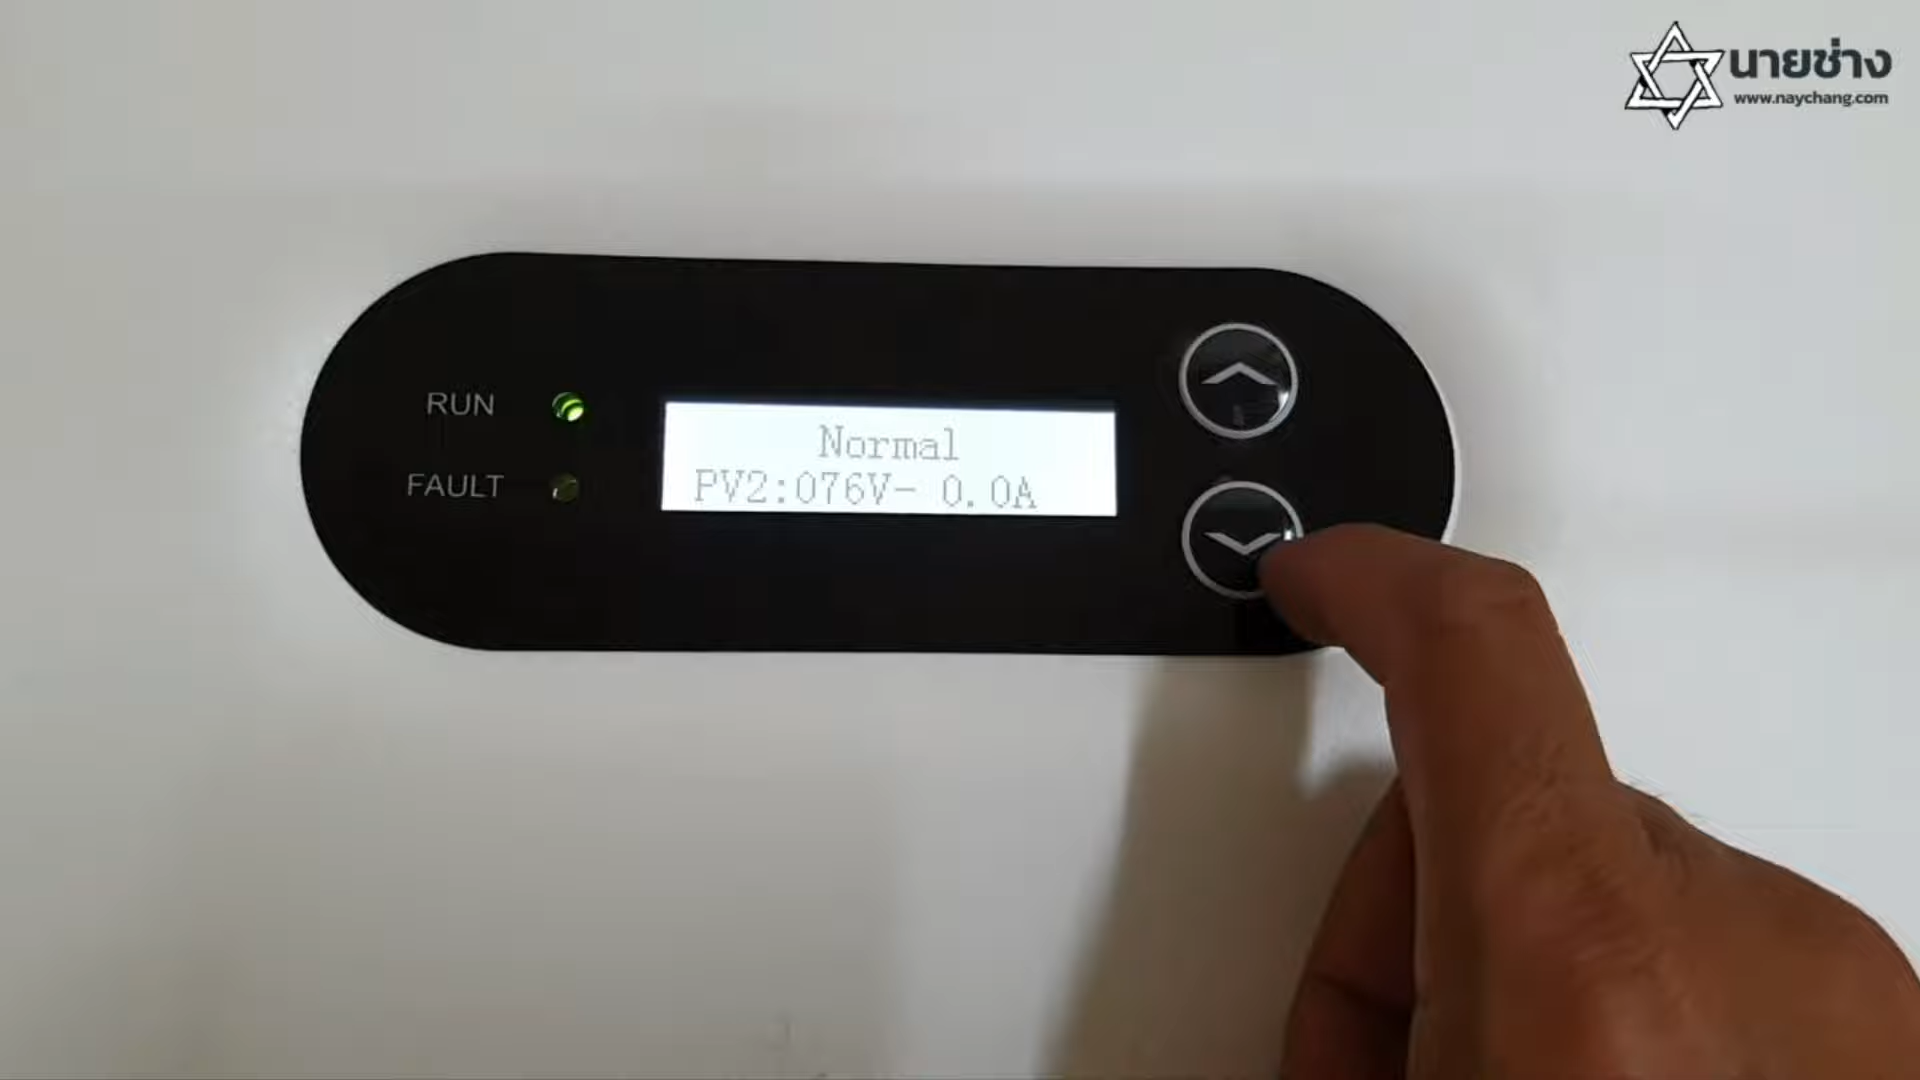 นายช่าง
www.naychang.com
RUN
FAULT
Normal
PV2:076V- 0.0A